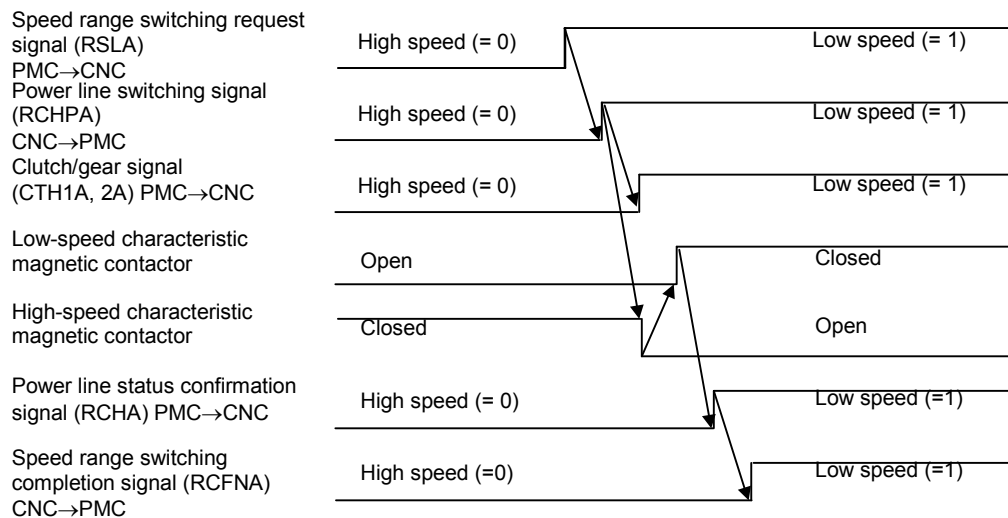 Speed range switching request
signal (RSLA)
PMC→CNC
High speed (= 0)
Low speed (= 1)
Power line switching signal
(RCHPA)
CNC→PMC
High speed (= 0)
Low speed (= 1)
Clutch/gear signal
(CTH1A, 2A) PMC→CNC
High speed (= 0)
Low speed (= 1)
Low-speed characteristic
magnetic contactor
Open
Closed
High-speed characteristic
magnetic contactor
Closed
Open
Power line status confirmation
signal (RCHA) PMC→CNC
High speed (= 0)
Low speed (=1)
Speed range switching
completion signal (RCFNA)
CNC→PMC
High speed (=0)
Low speed (=1)